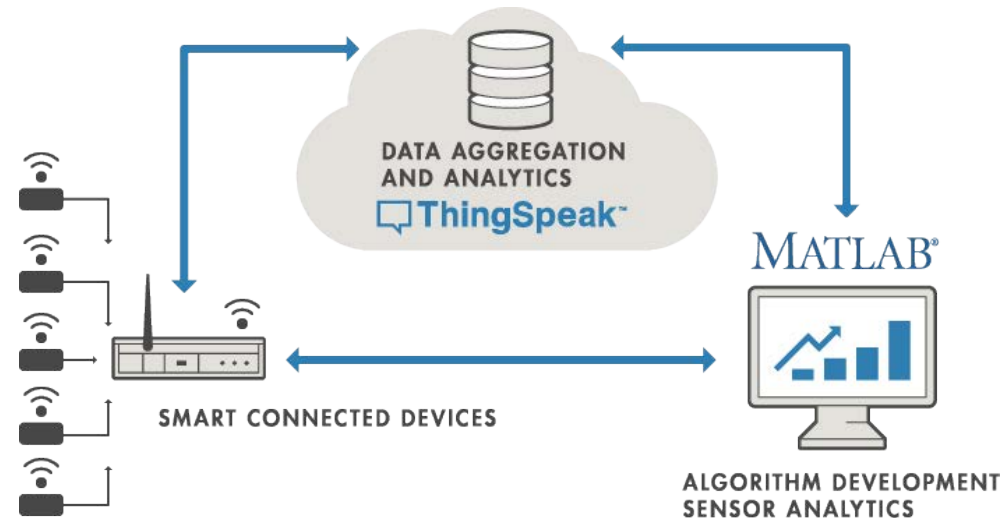 DATA AGGREGATION
AND ANALYTICS
ThingSpeak™
MATLAB®
SMART CONNECTED DEVICES
ALGORITHM DEVELOPMENT
SENSOR ANALYTICS